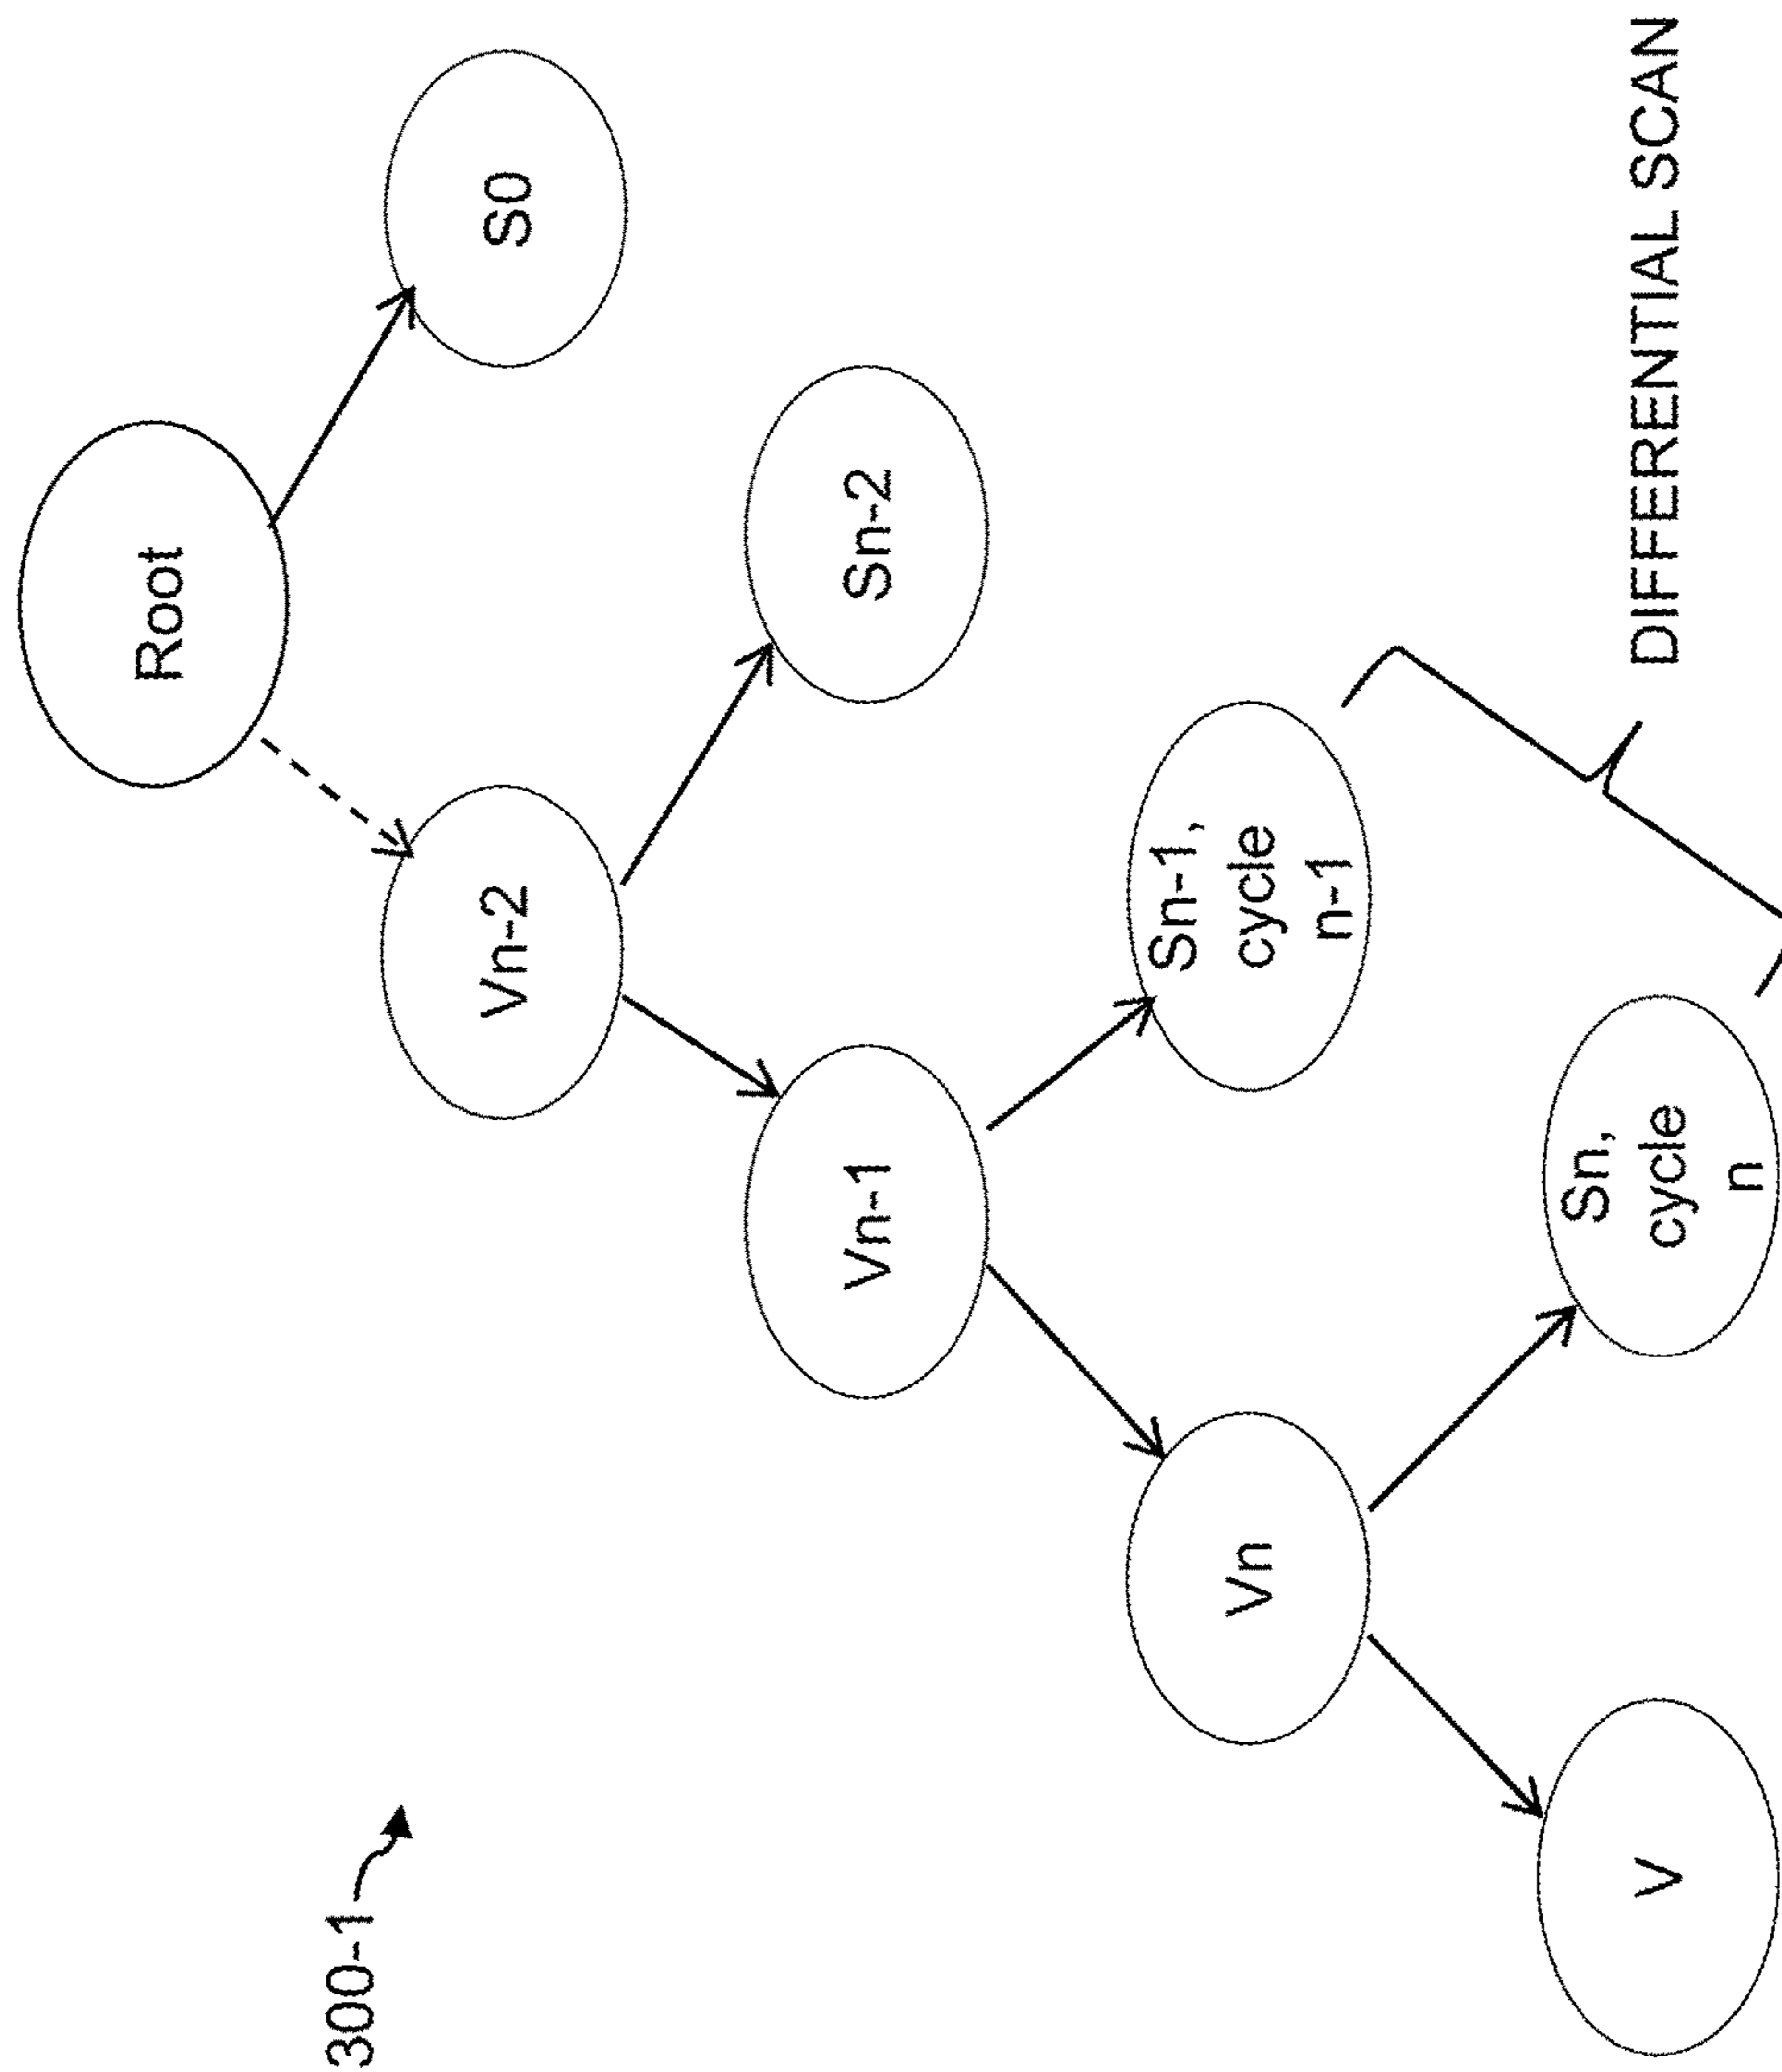 300-1
Root
Vn-2
S0
Vn-1
Sn-2
Vn
Sn-1,
cycle
n-1
V
Sn,
cycle
n
DIFFERENTIAL SCAN